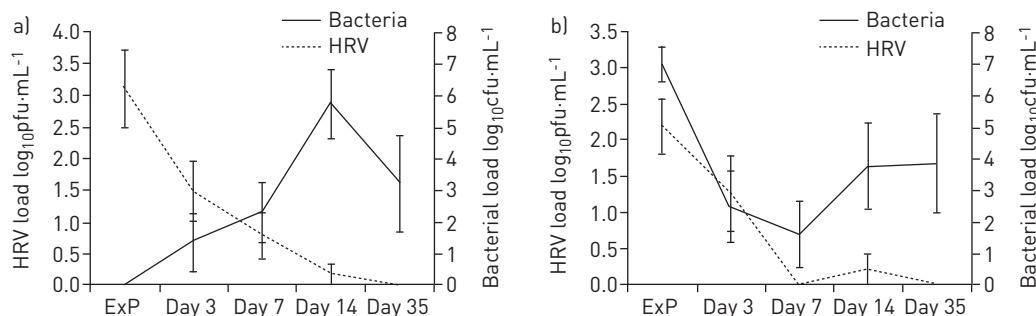 a)
Bacteria
HRV
HRV load log10pfu·mL-1
4.0
3.5
3.0
2.5
2.0
1.5
1.0
0.5
0.0
8
7
6
5
4
3
2
1
0
Bacterial load log10cfu·mL-1
ExP Day 3 Day 7 Day 14 Day 35
b)
Bacteria
HRV
HRV load log10pfu·mL-1
3.5
3.0
2.5
2.0
1.5
1.0
0.5
0.0
8
7
6
5
4
3
2
1
0
Bacterial load log10cfu·mL-1
ExP Day 3 Day 7 Day 14 Day 35